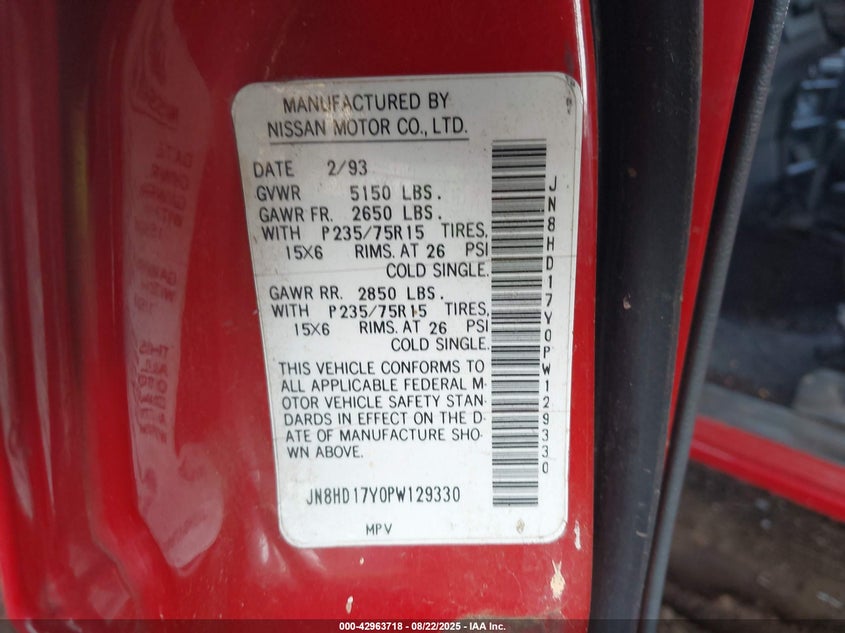 MANUFACTURED BY
NISSAN MOTOR CO., LTD.
DATE 2/93
GVWR 5150 LBS.
GAWR FR. 2650 LBS.
WITH P235/75R15 TIRES,
15X6 RIMS. AT 26 PSI
COLD SINGLE.
GAWR RR. 2850 LBS.
WITH P235/75R15 TIRES,
15X6 RIMS. AT 26 PSI
COLD SINGLE.
THIS VEHICLE CONFORMS TO
ALL APPLICABLE FEDERAL M-
OTOR VEHICLE SAFETY STAN-
DARDS IN EFFECT ON THE D-
ATE OF MANUFACTURE SHO-
WN ABOVE.
JN8HD17Y0PW129330
MPV
JN8HD17Y0PW129330
000-42963718 - 08/22/2025 - IAA Inc.